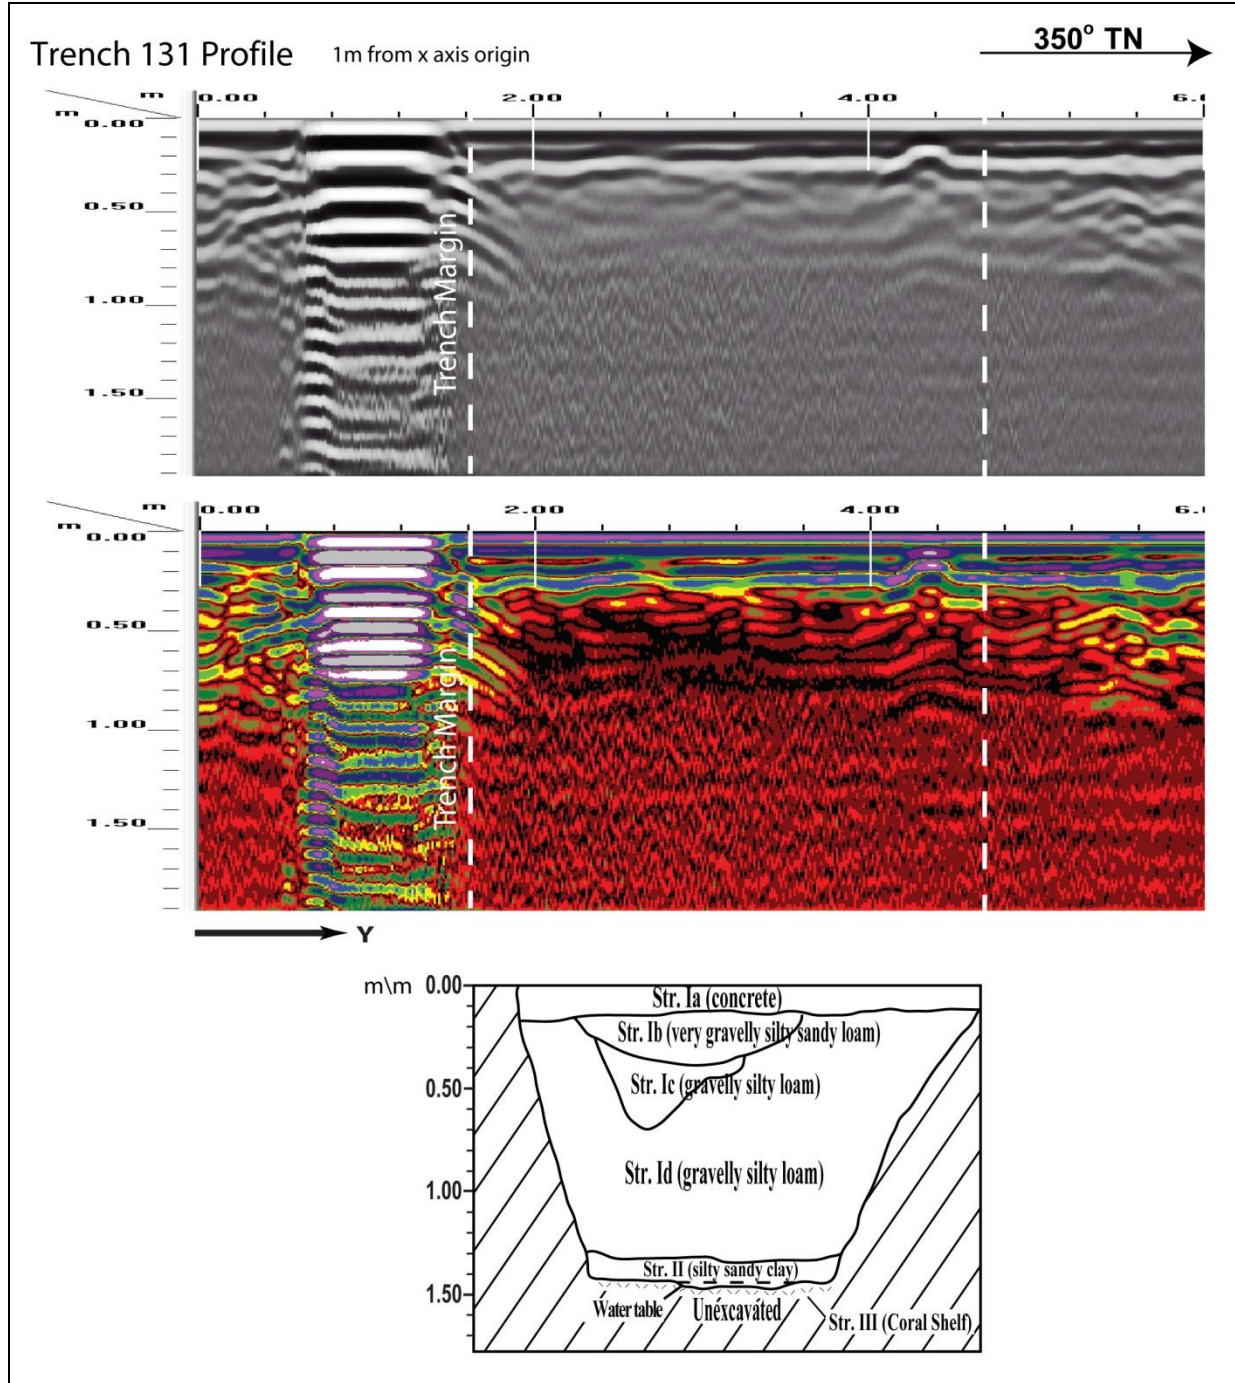 Trench 131 Profile
1m from x axis origin
350° TN
m 0.00 2.00 4.00 6.0
m 0.00
0.50
1.00
1.50
Trench Margin
m 0.00 2.00 4.00 6.
m 0.00
0.50
1.00
1.50
Trench Margin
Y
m\m 0.00
Str. Ia (concrete)
Str. Ib (very gravelly silty sandy loam)
0.50
Str. Ic (gravelly silty loam)
Str. Id (gravelly silty loam)
1.00
Str. II (silty sandy clay)
1.50
Water table
Unexcavated
Str. III (Coral Shelf)